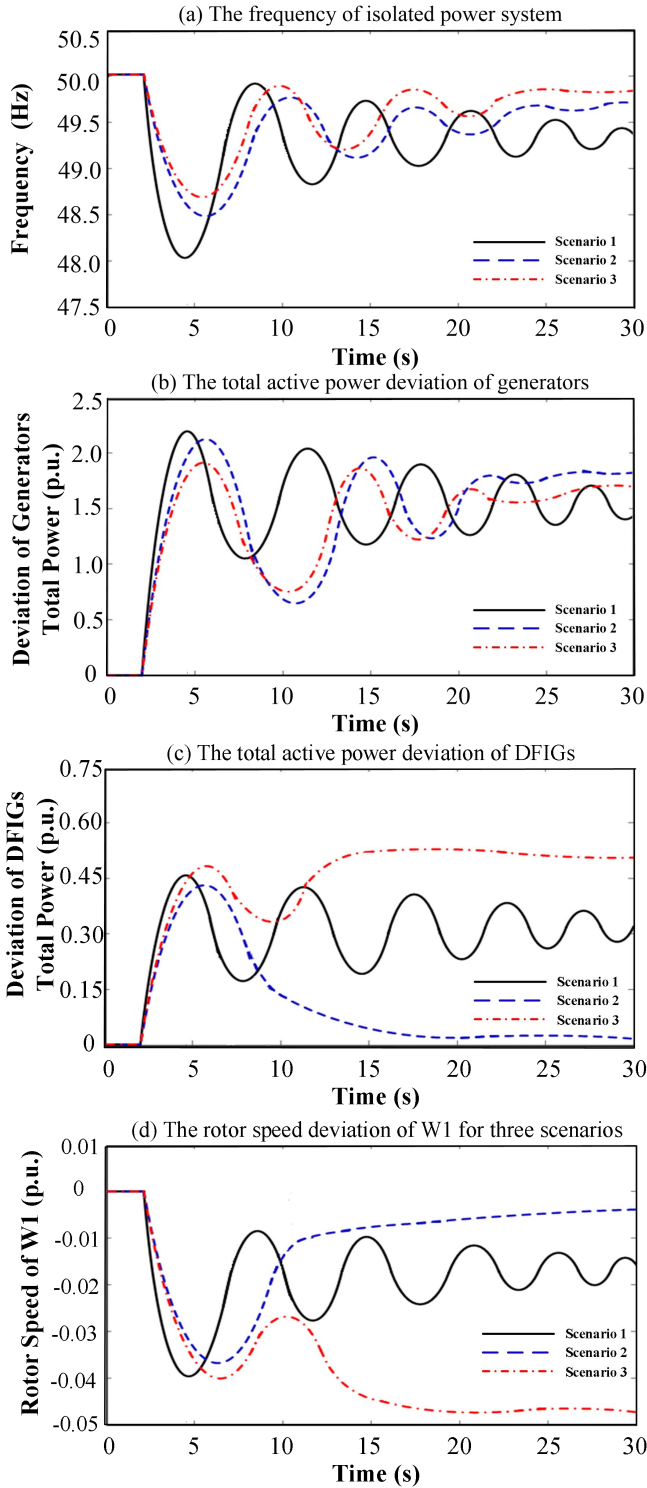 (a) The frequency of isolated power system
50.5
50.0
49.5
49.0
48.5
48.0
47.5
Frequency (Hz)
Scenario 1
Scenario 2
Scenario 3
0 5 10 15 20 25 30
Time (s)
(b) The total active power deviation of generators
2.5
2.0
1.5
1.0
0.5
0
Deviation of Generators
Total Power (p.u.)
Scenario 1
Scenario 2
Scenario 3
0 5 10 15 20 25 30
Time (s)
(c) The total active power deviation of DFIGs
0.75
0.60
0.45
0.30
0.15
0
Deviation of DFIGs
Total Power (p.u.)
Scenario 1
Scenario 2
Scenario 3
0 5 10 15 20 25 30
Time (s)
(d) The rotor speed deviation of W1 for three scenarios
0.01
0
-0.01
-0.02
-0.03
-0.04
-0.05
Rotor Speed of W1 (p.u.)
Scenario 1
Scenario 2
Scenario 3
0 5 10 15 20 25 30
Time (s)